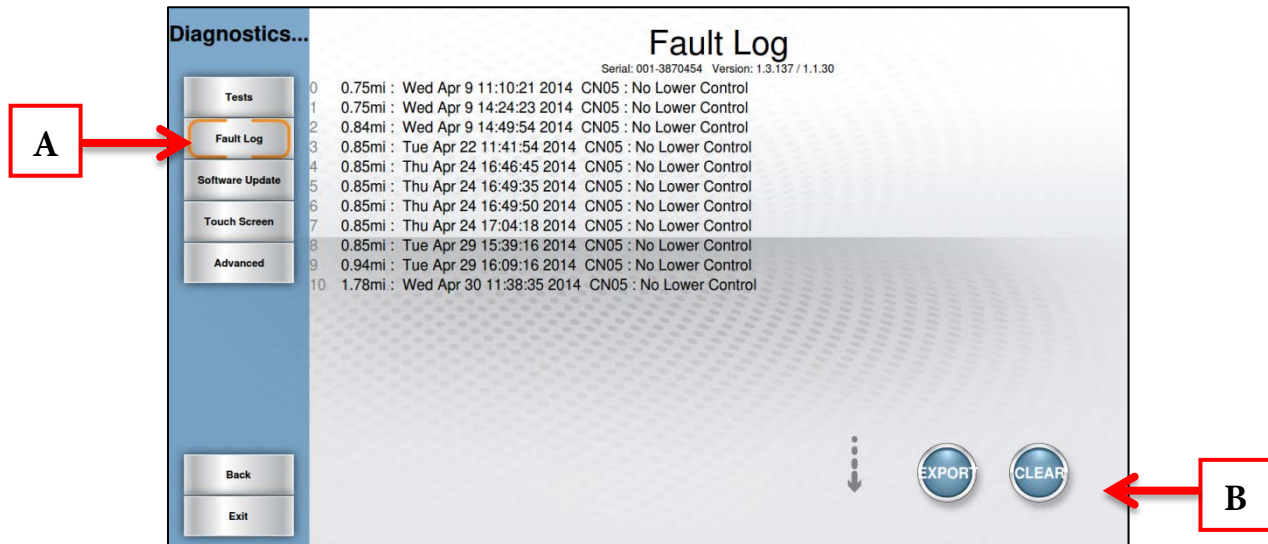 Diagnostics...
Tests
Fault Log
Software Update
Touch Screen
Advanced
Back
Exit
A
Fault Log
Serial: 001-3870454 Version: 1.3.137 / 1.1.30
0 0.75mi : Wed Apr 9 11:10:21 2014 CN05 : No Lower Control
1 0.75mi : Wed Apr 9 14:24:23 2014 CN05 : No Lower Control
2 0.84mi : Wed Apr 9 14:49:54 2014 CN05 : No Lower Control
3 0.85mi : Tue Apr 22 11:41:54 2014 CN05 : No Lower Control
4 0.85mi : Thu Apr 24 16:46:45 2014 CN05 : No Lower Control
5 0.85mi : Thu Apr 24 16:49:35 2014 CN05 : No Lower Control
6 0.85mi : Thu Apr 24 16:49:50 2014 CN05 : No Lower Control
7 0.85mi : Thu Apr 24 17:04:18 2014 CN05 : No Lower Control
8 0.85mi : Tue Apr 29 15:39:16 2014 CN05 : No Lower Control
9 0.94mi : Tue Apr 29 16:09:16 2014 CN05 : No Lower Control
10 1.78mi : Wed Apr 30 11:38:35 2014 CN05 : No Lower Control
EXPORT
CLEAR
B